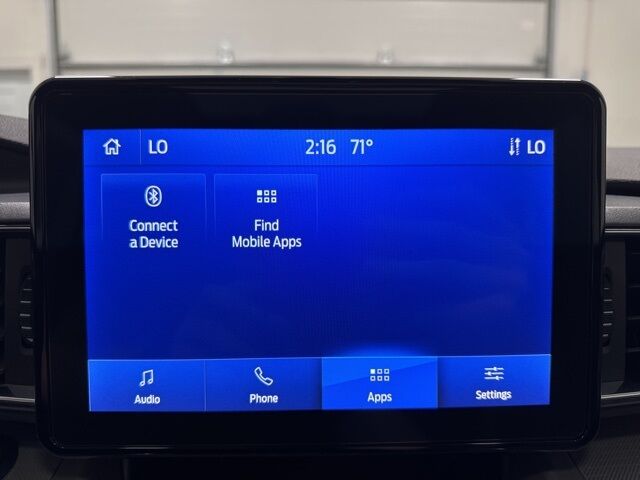 LO 2:16 71° LO
Connect
a Device
Find
Mobile Apps
Audio Phone Apps Settings